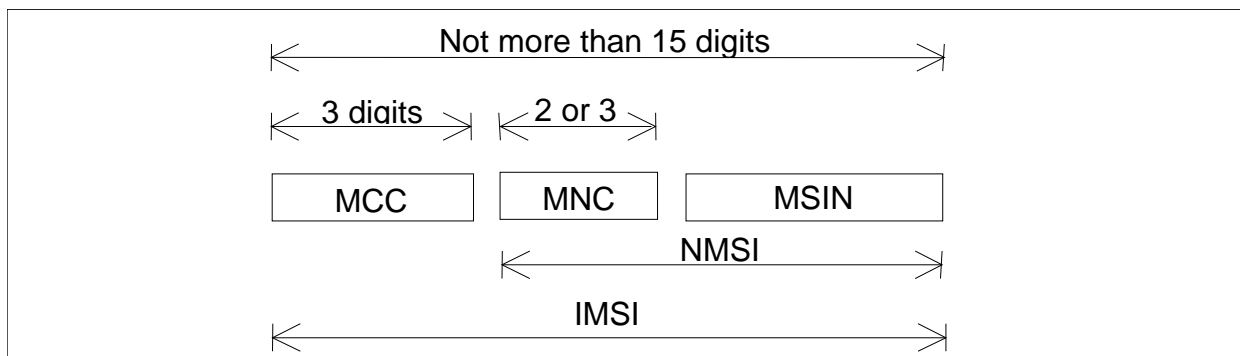 Not more than 15 digits
3 digits
2 or 3
MCC
MNC
MSIN
NMSI
IMSI